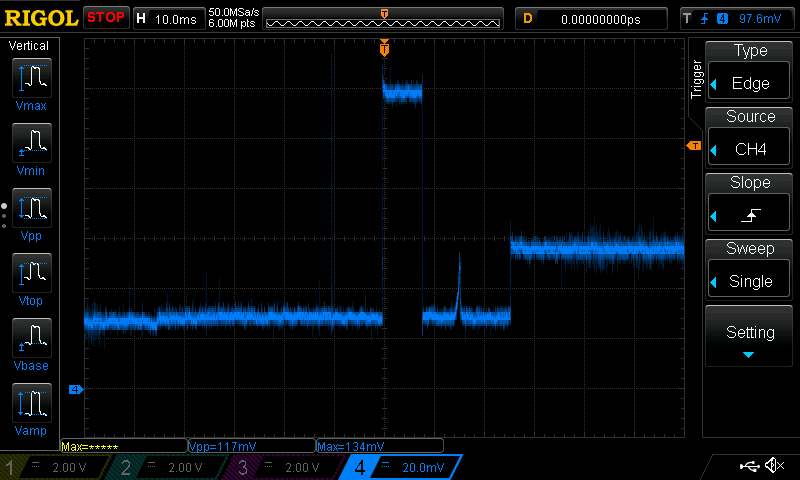 RIGOL STOP H 10.0ms 50.0MSa/s D 0.00000000ps T 4 97.6mV
6.00M pts
T
Vertical
Vmax
Vmin
Vpp
Vtop
Vbase
Vamp
T
4
Trigger
Type
Edge
Source
CH4
Slope
Sweep
Single
Setting
Max=***** Vpp=117mV Max=134mV
1 2.00 V 2 2.00 V 3 2.00 V 4 20.0mV